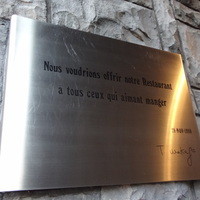 Nous voudrions offrir notre Restaurant
a tous ceux qui aiment manger